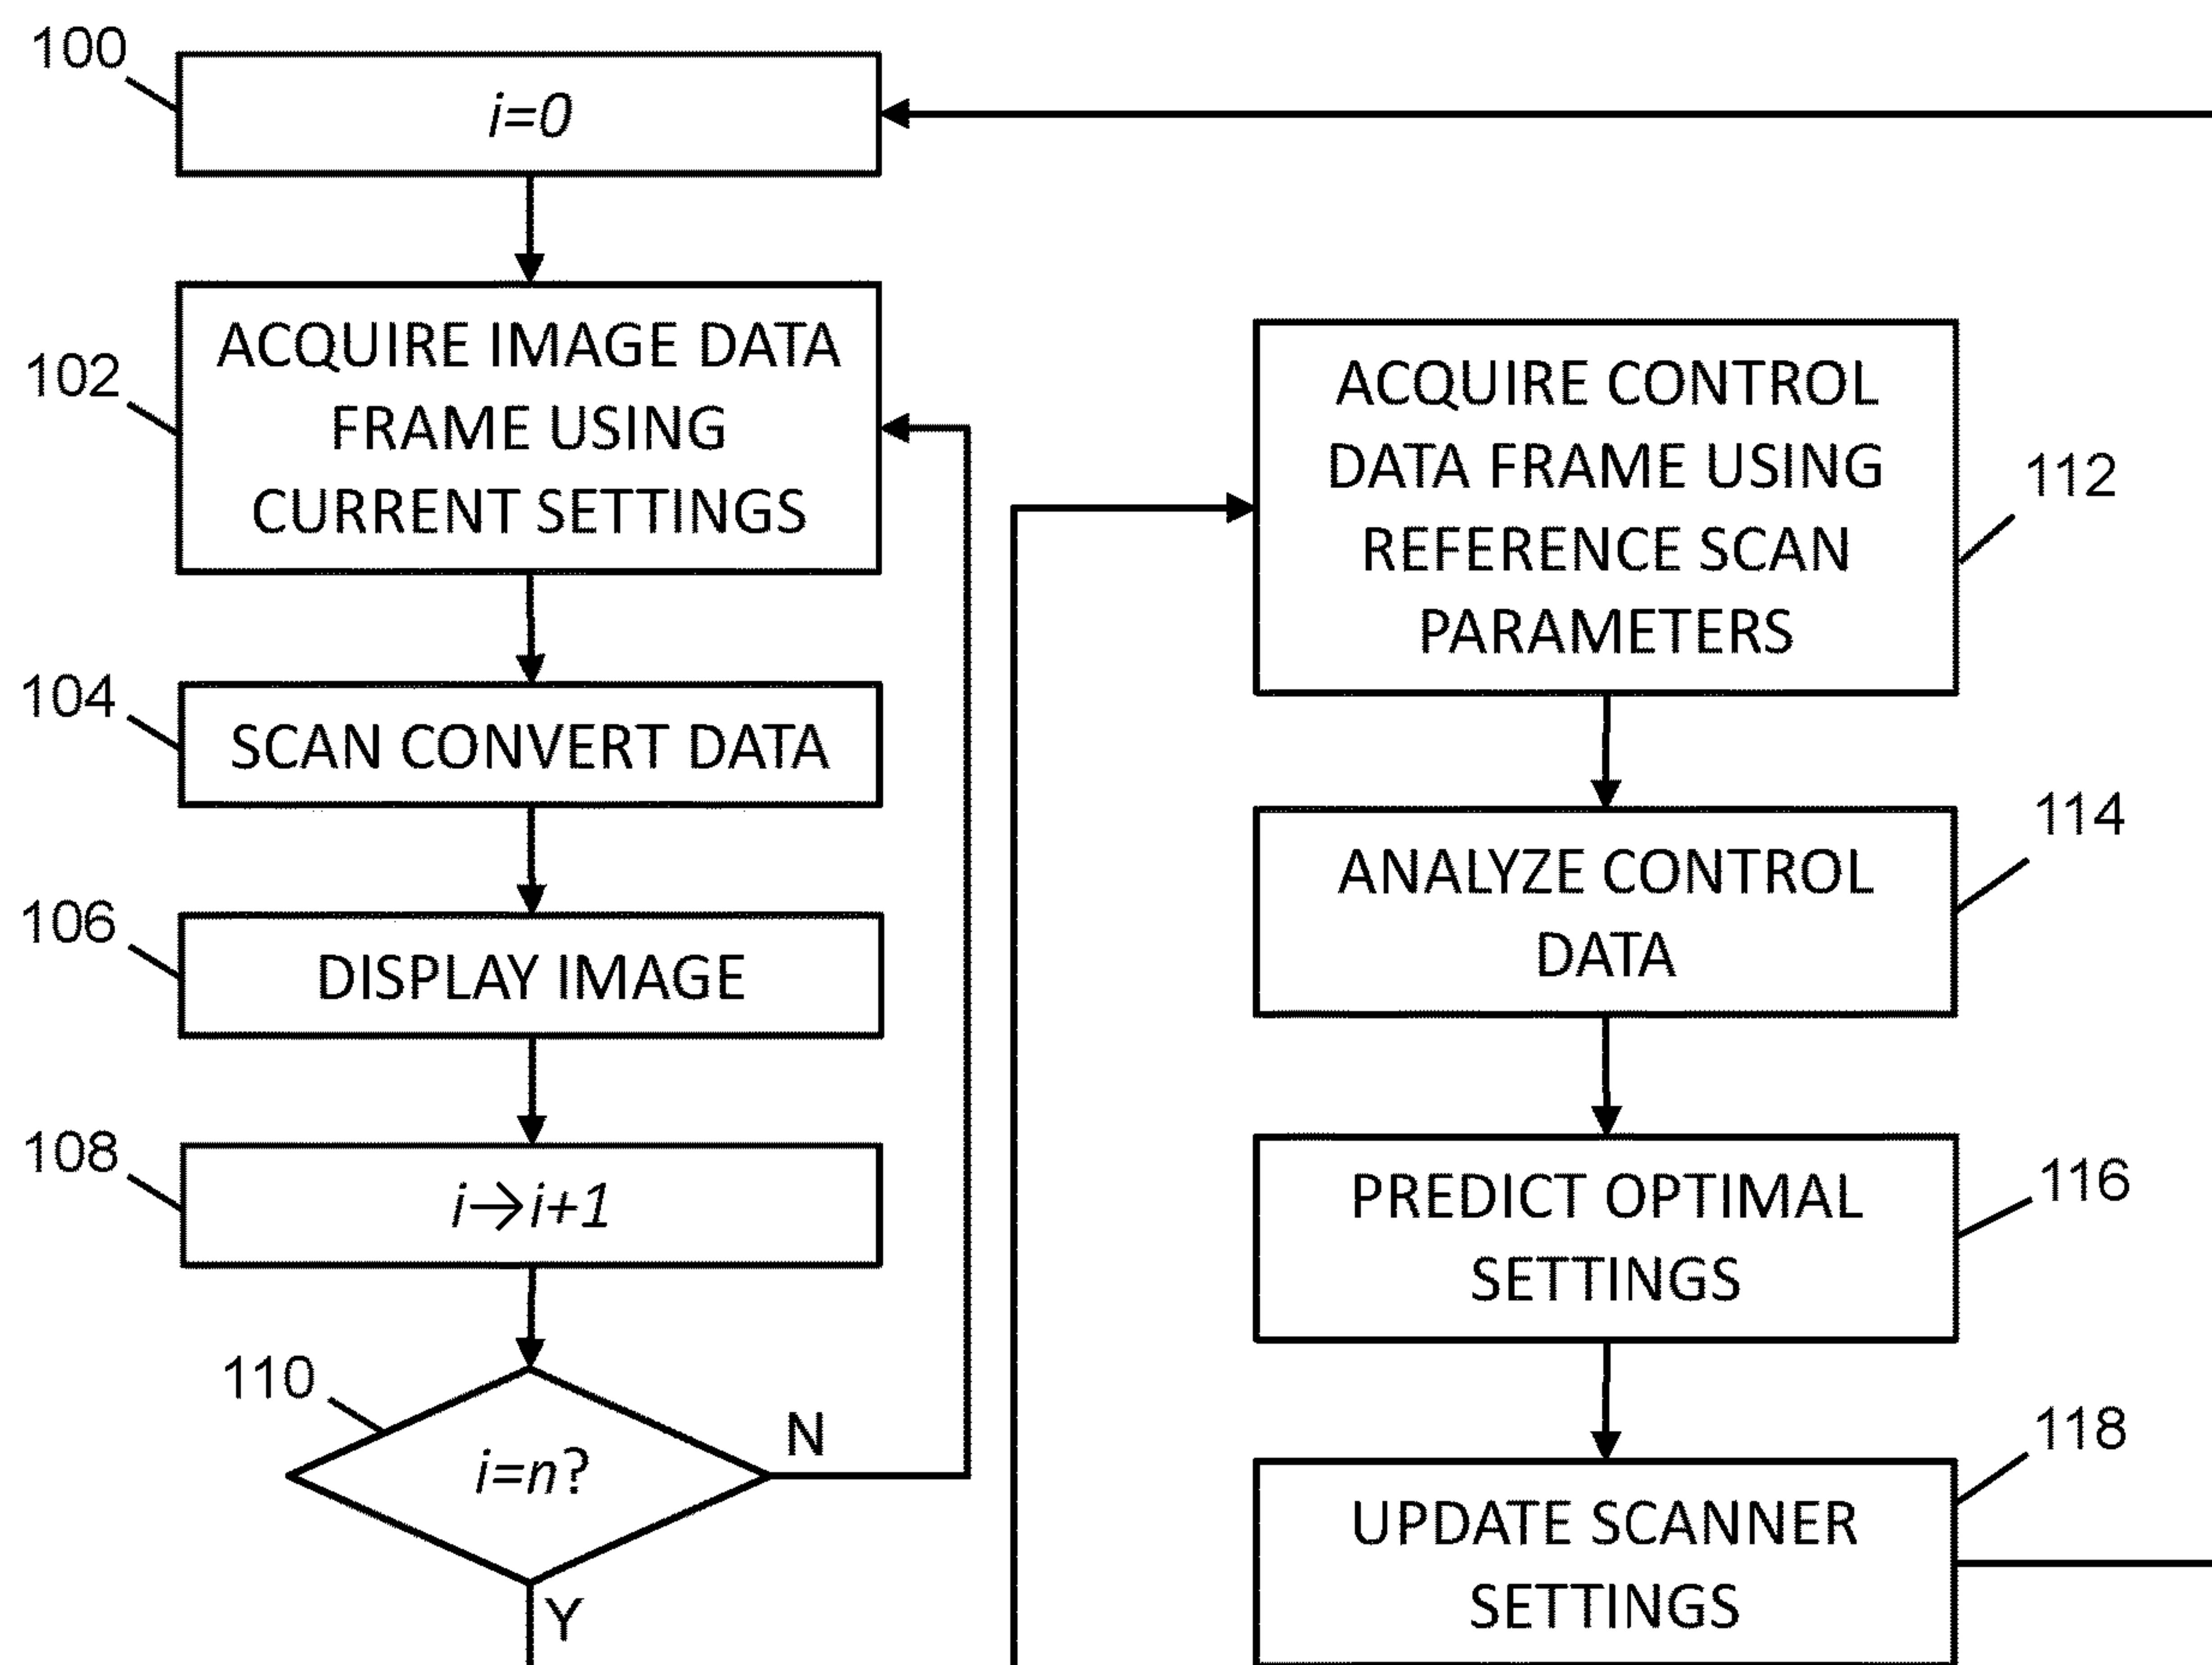 100
i=0
102
ACQUIRE IMAGE DATA
FRAME USING
CURRENT SETTINGS
104
SCAN CONVERT DATA
106
DISPLAY IMAGE
108
i→i+1
110
i=n?
N
Y
ACQUIRE CONTROL
DATA FRAME USING
REFERENCE SCAN
PARAMETERS
112
ANALYZE CONTROL
DATA
114
PREDICT OPTIMAL
SETTINGS
116
UPDATE SCANNER
SETTINGS
118